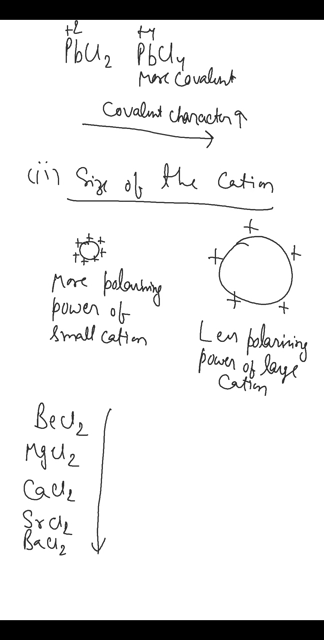 +2 +4
PbCl2 PbCl4
More Covalent
Covalent character↑
(ii) Size of the Cation
+ + + + + + +
+ + + + +
More polarising
power of
small cation
Less polarising
power of large
Cation
BeCl2
MgCl2
CaCl2
SrCl2
BaCl2